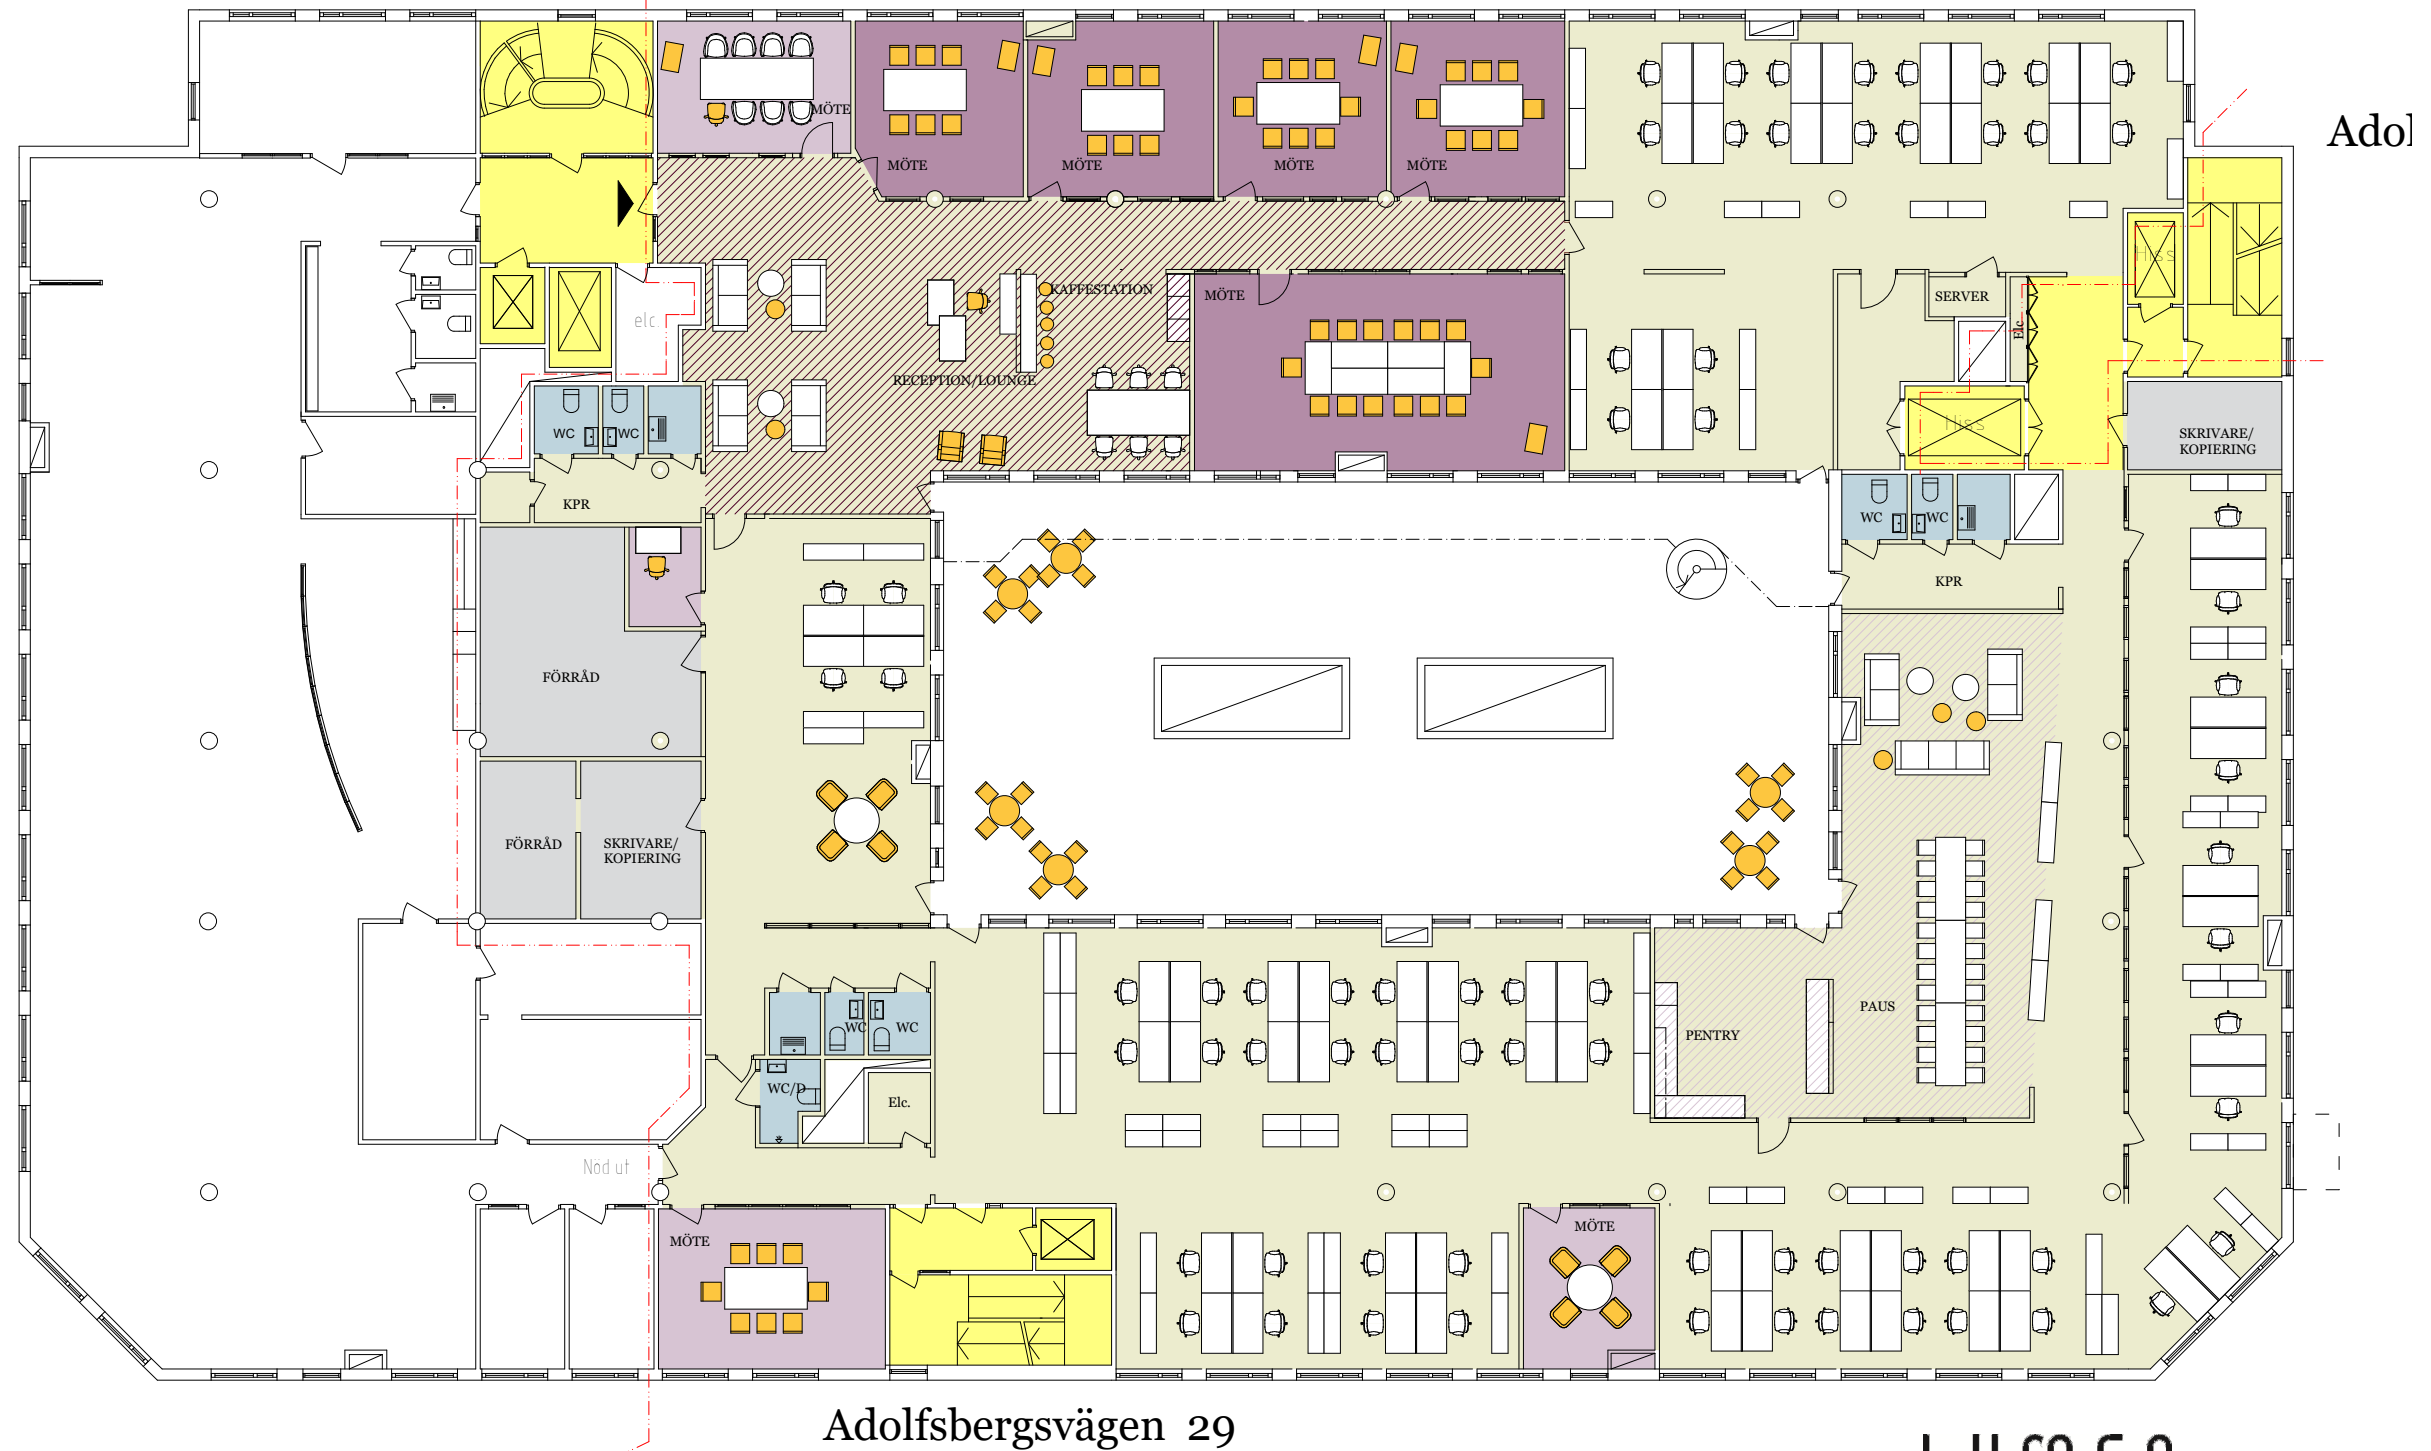 MÖTE
MÖTE
MÖTE
MÖTE
MÖTE
Hiss
KAFFESTATION
MÖTE
SERVER
elc.
Elc
RECEPTION/LOUNGE
Hiss
WC
WC
SKRIVARE/
KOPIERING
KPR
WC
WC
KPR
FÖRRÅD
FÖRRÅD
SKRIVARE/
KOPIERING
PAUS
WC
WC
PENTRY
WC/D
Elc.
Nöd ut
MÖTE
MÖTE
Adolfsbergsvägen 29